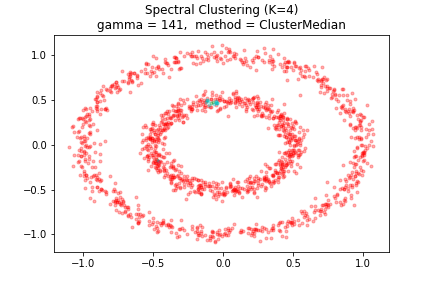 Spectral Clustering (K=4)
gamma = 141,  method = ClusterMedian
1.0
0.5
0.0
−0.5
−1.0
−1.0 −0.5 0.0 0.5 1.0